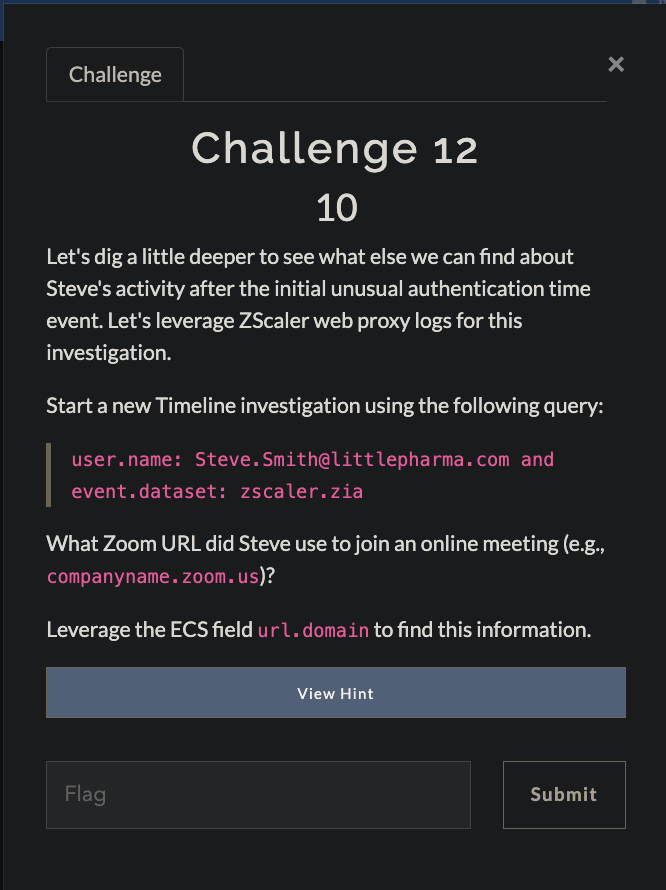 Challenge
×
Challenge 12
10
Let's dig a little deeper to see what else we can find about
Steve's activity after the initial unusual authentication time
event. Let's leverage ZScaler web proxy logs for this
investigation.
Start a new Timeline investigation using the following query:
user.name: Steve.Smith@littlepharma.com and
event.dataset: zscaler.zia
What Zoom URL did Steve use to join an online meeting (e.g.,
companyname.zoom.us)?
Leverage the ECS field url.domain to find this information.
View Hint
Flag
Submit